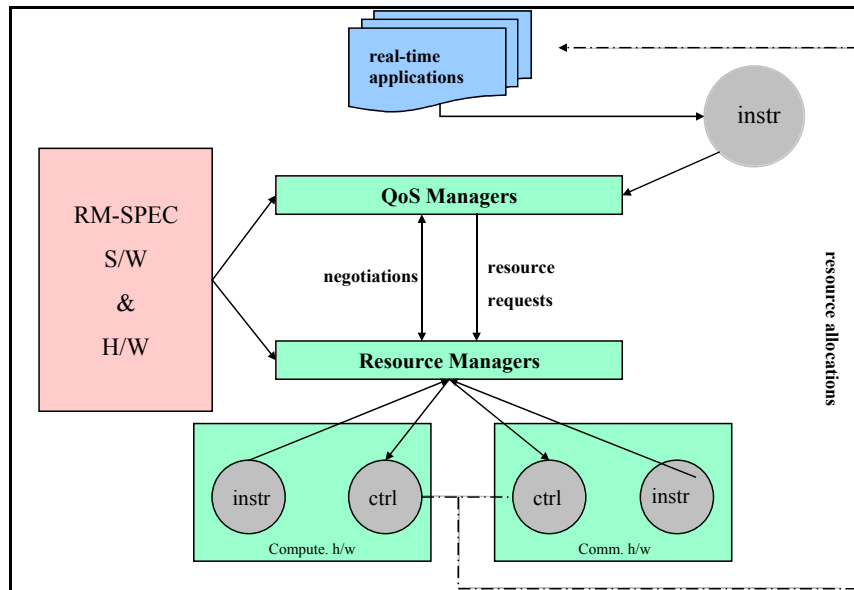 real-time
applications
instr
RM-SPEC
S/W
&
H/W
QoS Managers
negotiations
resource
requests
resource allocations
Resource Managers
instr
ctrl
Compute. h/w
ctrl
instr
Comm. h/w